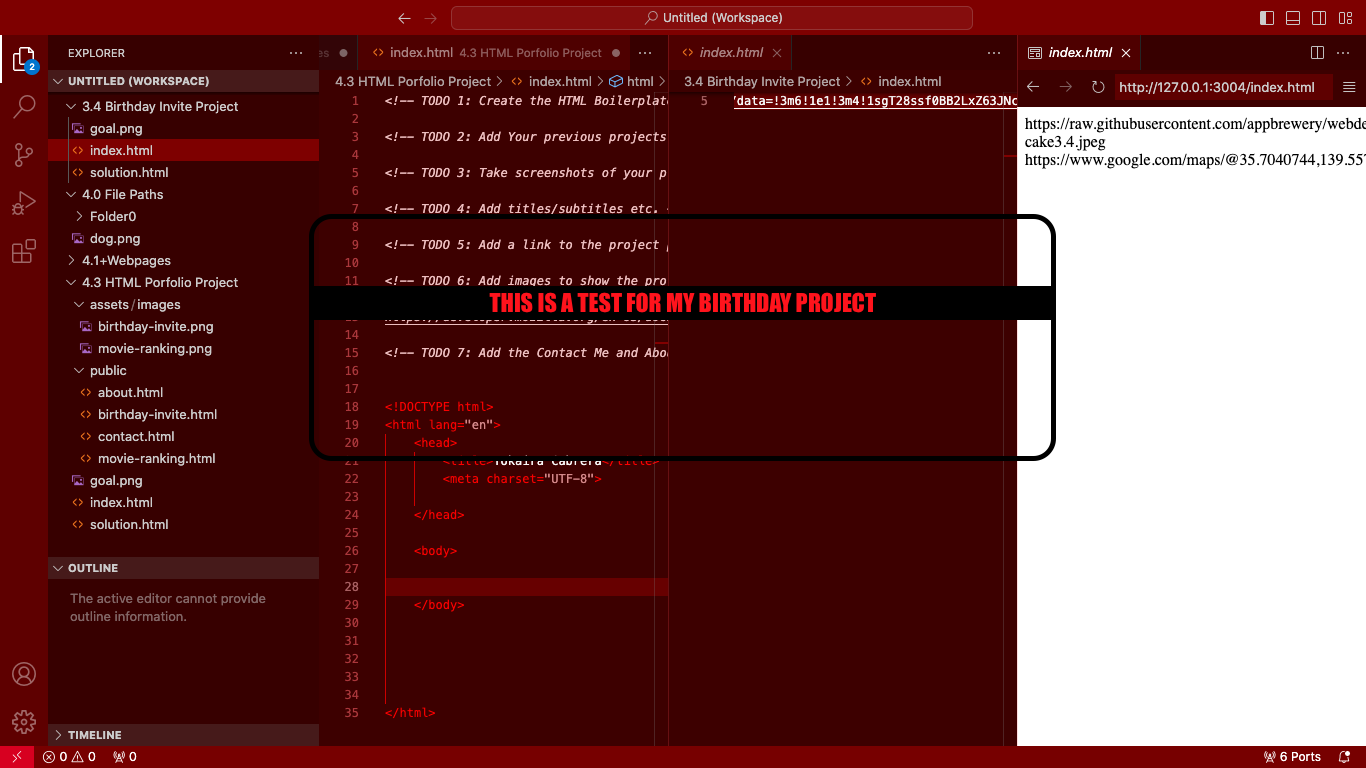 Untitled (Workspace)
EXPLORER
UNTITLED (WORKSPACE)
3.4 Birthday Invite Project
goal.png
index.html
solution.html
4.0 File Paths
Folder0
dog.png
4.1+Webpages
4.3 HTML Porfolio Project
assets/images
birthday-invite.png
movie-ranking.png
public
about.html
birthday-invite.html
contact.html
movie-ranking.html
goal.png
index.html
solution.html
OUTLINE
The active editor cannot provide
outline information.
TIMELINE
2
index.html 4.3 HTML Porfolio Project
4.3 HTML Porfolio Project > index.html > html >
1 <!-- TODO 1: Create the HTML Boilerplat
2
3 <!-- TODO 2: Add Your previous projects
4
5 <!-- TODO 3: Take screenshots of your p
6
7 <!-- TODO 4: Add titles/subtitles etc.
8
9 <!-- TODO 5: Add a link to the project
10
11 <!-- TODO 6: Add images to show the pro
THIS IS A TEST FOR MY BIRTHDAY PROJECT
14
15 <!-- TODO 7: Add the Contact Me and Abo
16
17
18 <!DOCTYPE html>
19 <html lang="en">
20 <head>
21 <title>Yokaira Cabrera</title>
22 <meta charset="UTF-8">
23
24 </head>
25
26 <body>
27
28
29 </body>
30
31
32
33
34
35 </html>
index.html
3.4 Birthday Invite Project > index.html
5 /data=!3m6!1e1!3m4!1sgT28ssf0BB2LxZ63JNc
index.html
http://127.0.0.1:3004/index.html
https://raw.githubusercontent.com/appbrewery/webde
cake3.4.jpeg
https://www.google.com/maps/@35.7040744,139.557
0 0 0
6 Ports